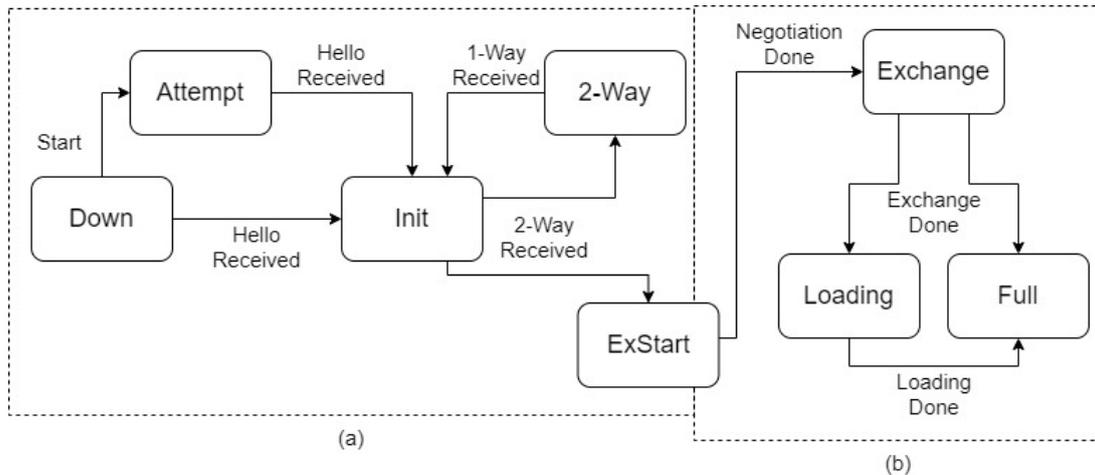 Attempt
Hello
Received
1-Way
Received
2-Way
Start
Down
Hello
Received
Init
2-Way
Received
ExStart
(a)
Negotiation
Done
Exchange
Exchange
Done
Loading
Full
Loading
Done
(b)